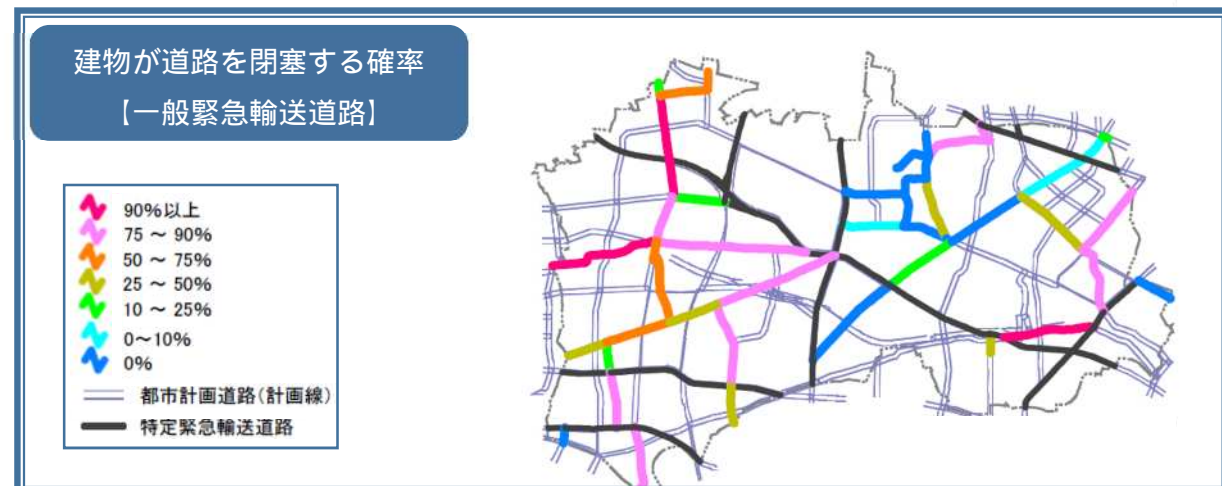 建物が道路を閉塞する確率
【一般緊急輸送道路】
90%以上
75 ～ 90%
50 ～ 75%
25 ～ 50%
10 ～ 25%
0～10%
0%
都市計画道路(計画線)
特定緊急輸送道路